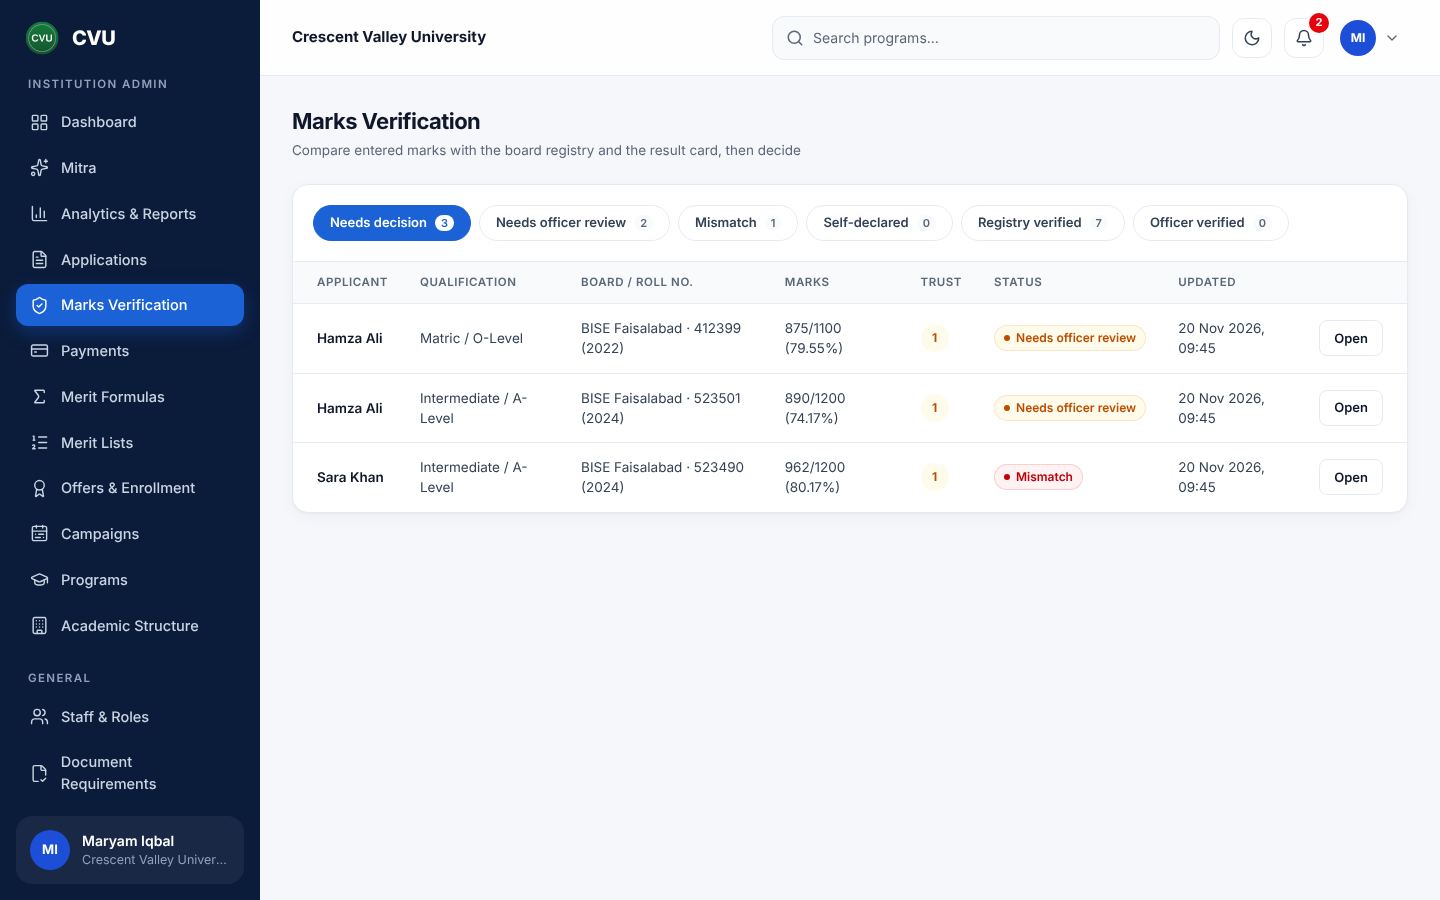 CVU CVU
INSTITUTION ADMIN
Dashboard
Mitra
Analytics & Reports
Applications
Marks Verification
Payments
Merit Formulas
Merit Lists
Offers & Enrollment
Campaigns
Programs
Academic Structure
GENERAL
Staff & Roles
Document
Requirements
MI Maryam Iqbal
Crescent Valley Univer...
Crescent Valley University
Search programs...
2
MI
Marks Verification
Compare entered marks with the board registry and the result card, then decide
Needs decision 3 Needs officer review 2 Mismatch 1 Self-declared 0 Registry verified 7 Officer verified 0
APPLICANT QUALIFICATION BOARD / ROLL NO. MARKS TRUST STATUS UPDATED
Hamza Ali Matric / O-Level BISE Faisalabad · 412399 (2022) 875/1100 (79.55%) 1 Needs officer review 20 Nov 2026, 09:45 Open
Hamza Ali Intermediate / A-Level BISE Faisalabad · 523501 (2024) 890/1200 (74.17%) 1 Needs officer review 20 Nov 2026, 09:45 Open
Sara Khan Intermediate / A-Level BISE Faisalabad · 523490 (2024) 962/1200 (80.17%) 1 Mismatch 20 Nov 2026, 09:45 Open